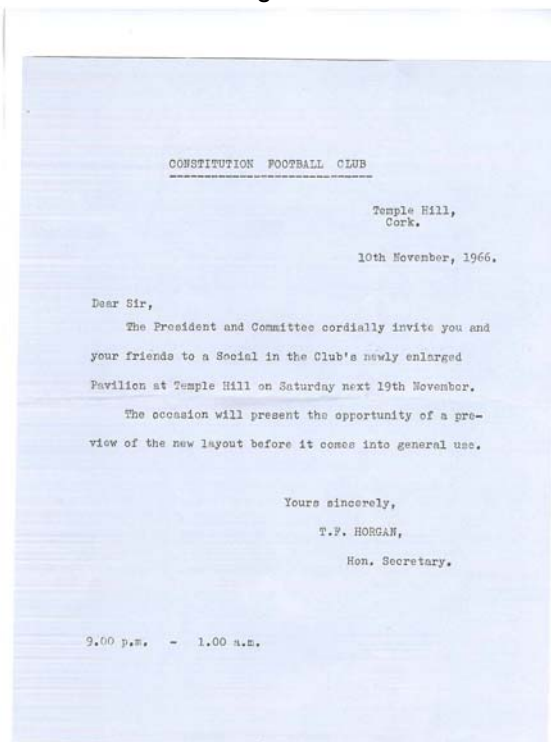 CONSTITUTION FOOTBALL CLUB
Temple Hill,
Cork.
10th November, 1966.
Dear Sir,
The President and Committee cordially invite you and
your friends to a Social in the Club's newly enlarged
Pavilion at Temple Hill on Saturday next 19th November.
The occasion will present the opportunity of a pre-
view of the new layout before it comes into general use.
Yours sincerely,
T.F. HORGAN,
Hon. Secretary.
9.00 p.m. - 1.00 a.m.